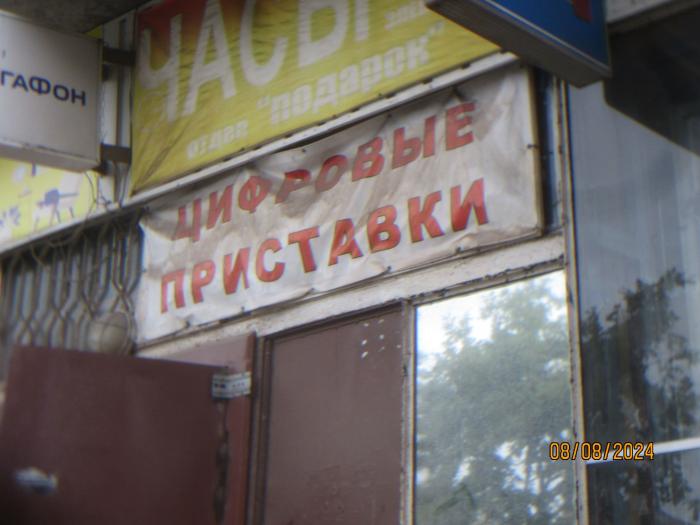 ГАФОН
ЧАСЫ
отдел "подарок"
ЦИФРОВЫЕ
ПРИСТАВКИ
08/08/2024